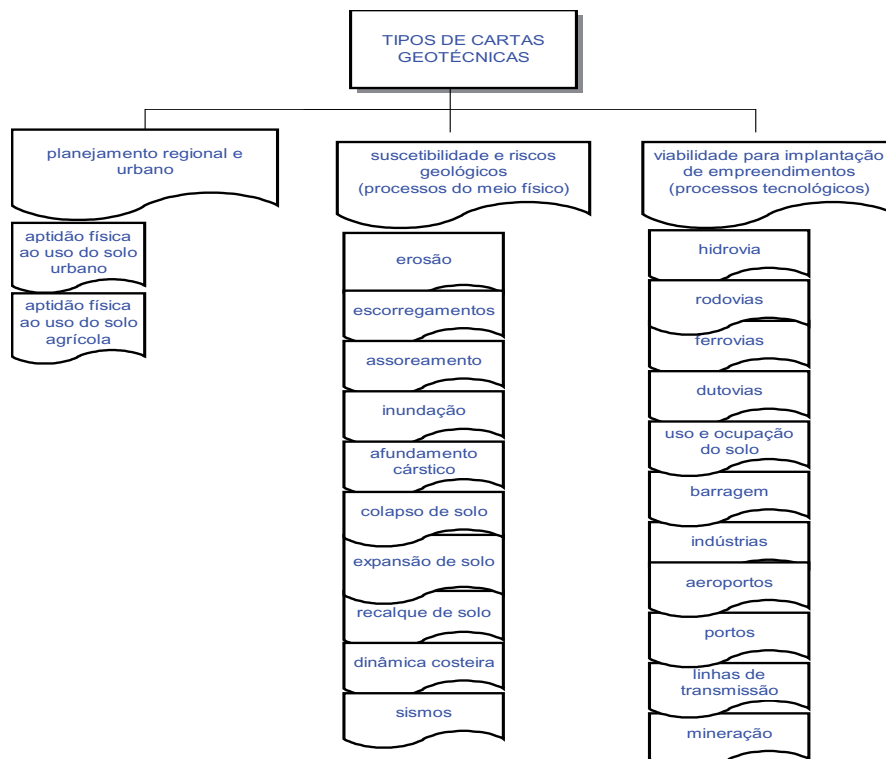 TIPOS DE CARTAS
GEOTÉCNICAS
planejamento regional e
urbano
aptidão física
ao uso do solo
urbano
aptidão física
ao uso do solo
agrícola
suscetibilidade e riscos
geológicos
(processos do meio físico)
erosão
escorregamentos
assoreamento
inundação
afundamento
cárstico
colapso de solo
expansão de solo
recalque de solo
dinâmica costeira
sismos
viabilidade para implantação
de empreendimentos
(processos tecnológicos)
hidrovia
rodovias
ferrovias
dutovias
uso e ocupação
do solo
barragem
indústrias
aeroportos
portos
linhas de
transmissão
mineração